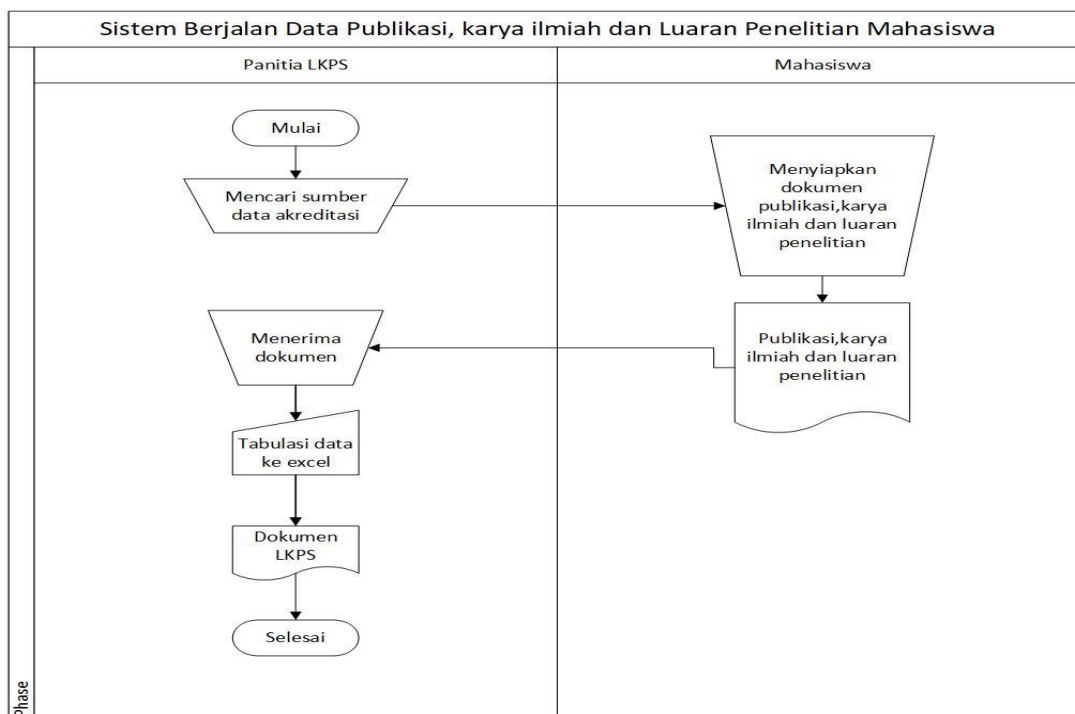 Sistem Berjalan Data Publikasi, karya ilmiah dan Luaran Penelitian Mahasiswa
Panitia LKPS
Mahasiswa
Mulai
Mencari sumber
data akreditasi
Menyiapkan
dokumen
publikasi,karya
ilmiah dan luaran
penelitian
Publikasi,karya
ilmiah dan luaran
penelitian
Menerima
dokumen
Tabulasi data
ke excel
Dokumen
LKPS
Selesai
Phase